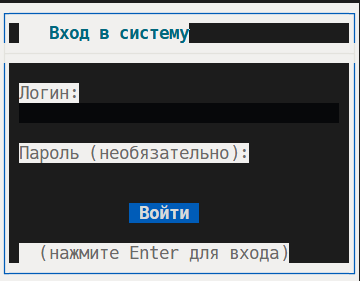 Вход в систему
Логин:
Пароль (необязательно):
Войти
(нажмите Enter для входа)